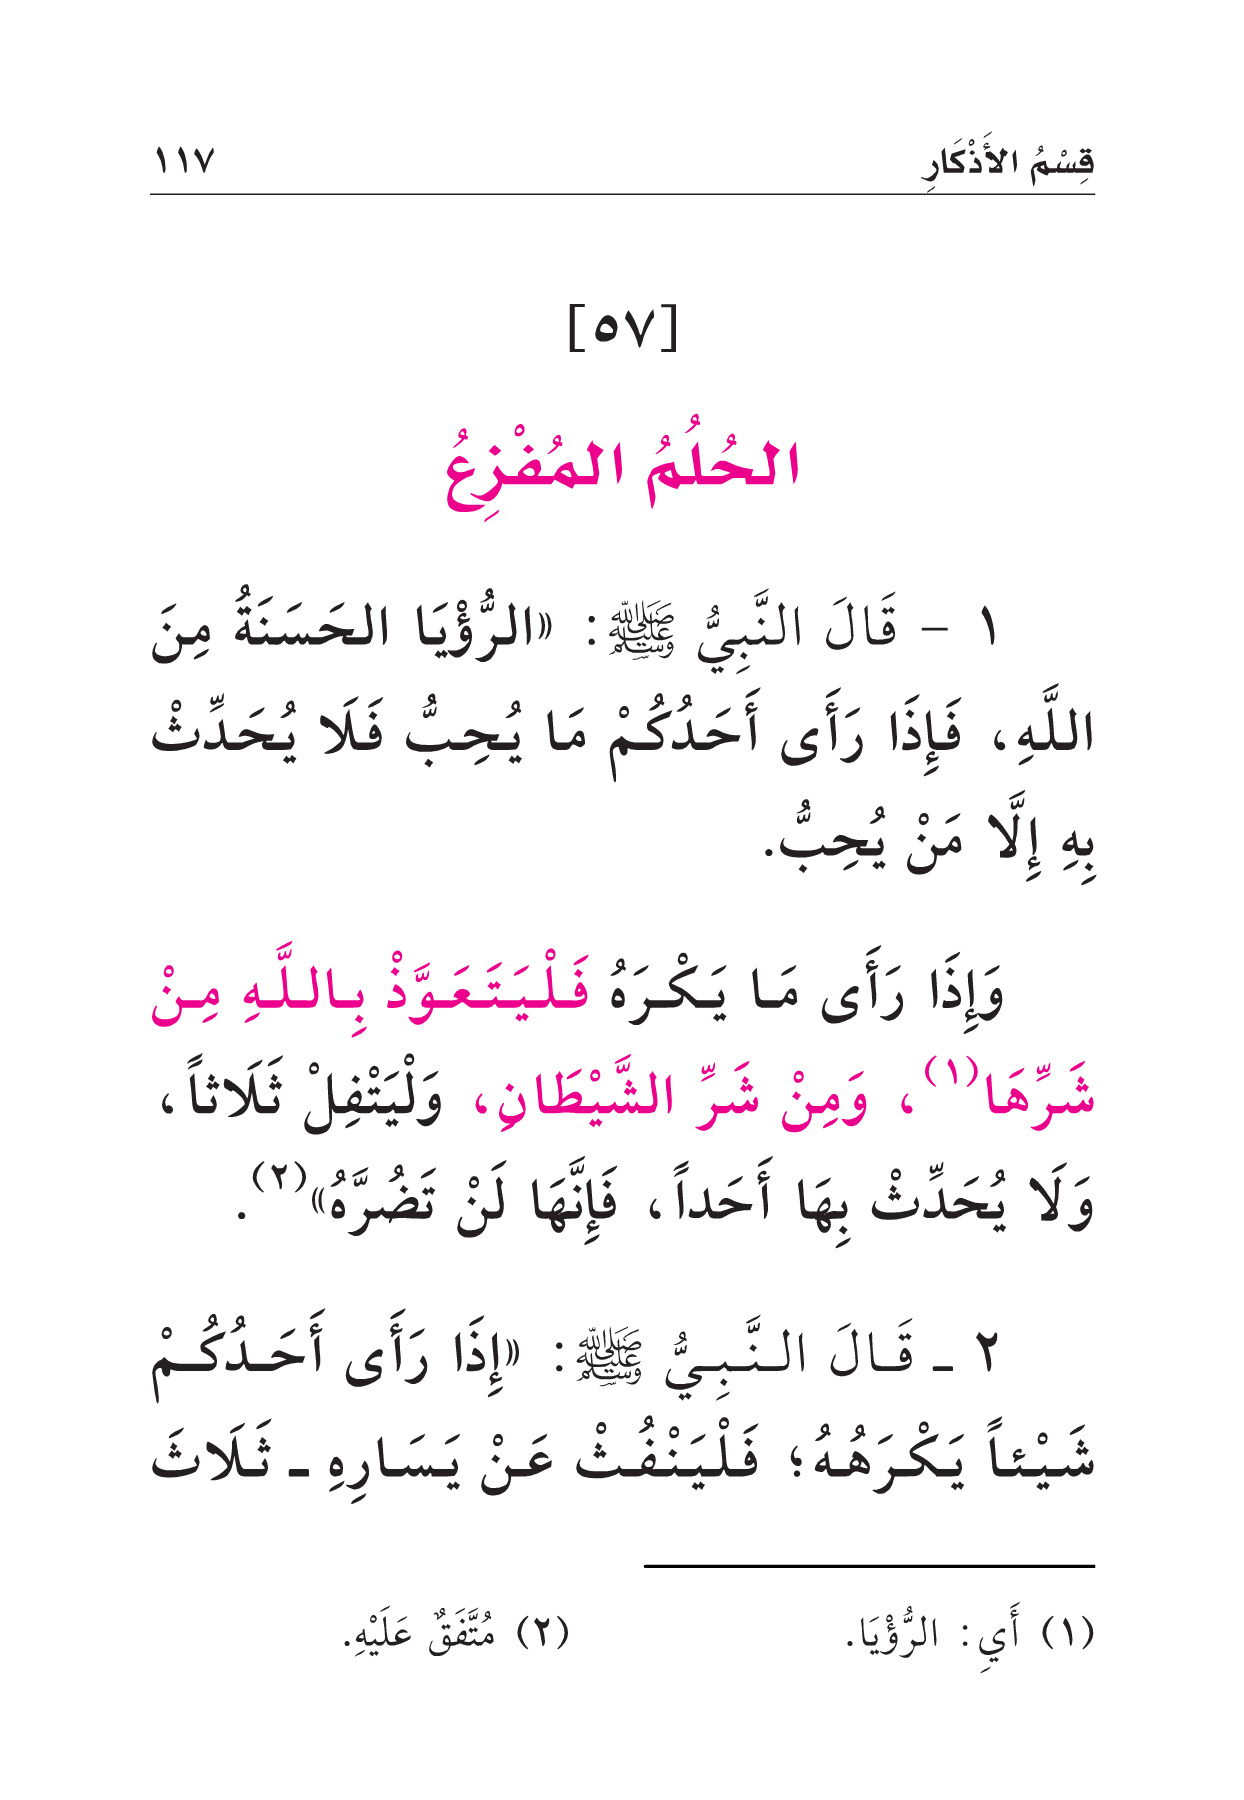 قِسْمُ الأَذْكَارِ ١١٧
[٥٧]
الحُلُمُ المُفْزِعُ
١ - قَالَ النَّبِيُّ ﷺ: «الرُّؤْيَا الحَسَنَةُ مِنَ
اللَّهِ، فَإِذَا رَأَى أَحَدُكُمْ مَا يُحِبُّ فَلَا يُحَدِّثْ
بِهِ إِلَّا مَنْ يُحِبُّ.
وَإِذَا رَأَى مَا يَكْرَهُ فَلْيَتَعَوَّذْ بِاللَّهِ مِنْ
شَرِّهَا(١)، وَمِنْ شَرِّ الشَّيْطَانِ، وَلْيَتْفِلْ ثَلَاثاً،
وَلَا يُحَدِّثْ بِهَا أَحَداً، فَإِنَّهَا لَنْ تَضُرَّهُ»(٢).
٢ ـ قَالَ النَّبِيُّ ﷺ: «إِذَا رَأَى أَحَدُكُمْ
شَيْئاً يَكْرَهُهُ؛ فَلْيَنْفُثْ عَنْ يَسَارِهِ ـ ثَلَاثَ
(١) أَيِ: الرُّؤْيَا. (٢) مُتَّفَقٌ عَلَيْهِ.